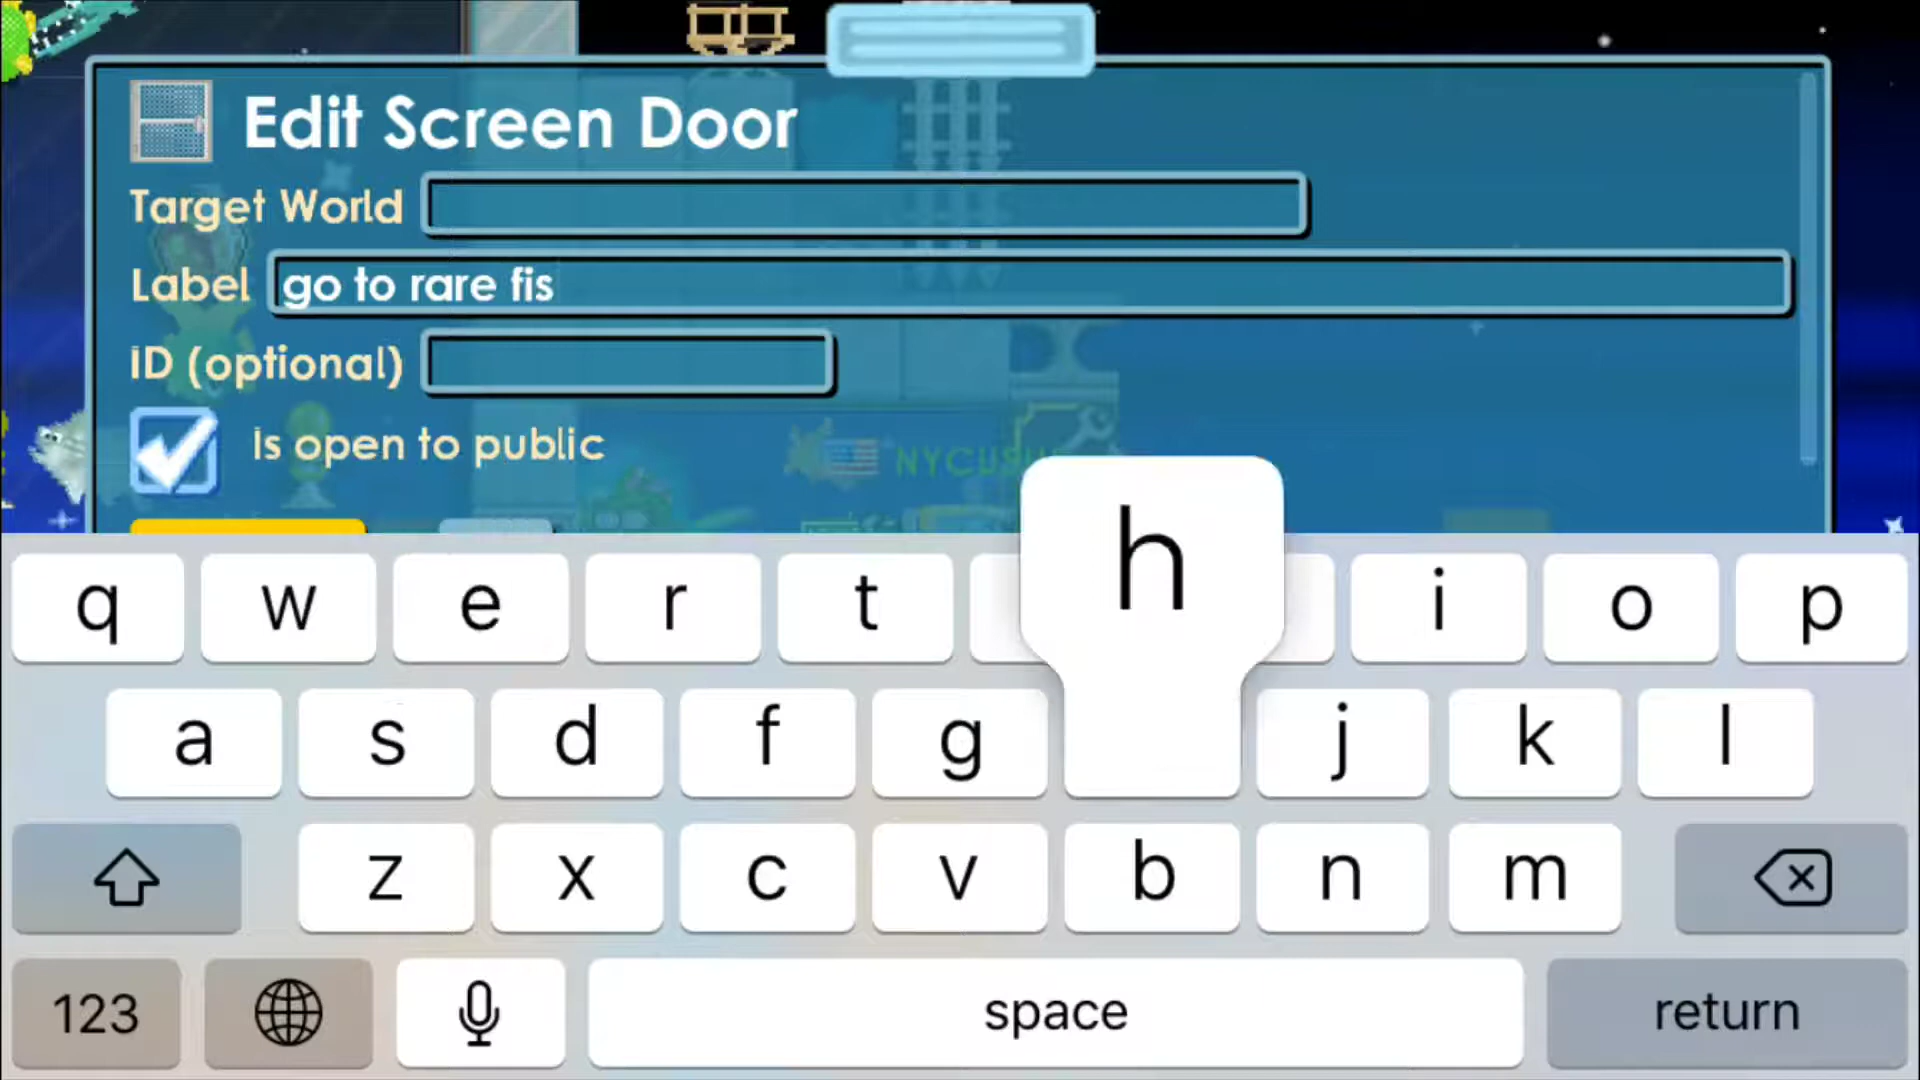 Edit Screen Door
Target World
Label go to rare fis
ID (optional)
Is open to public
h
q w e r t i o p
a s d f g j k l
z x c v b n m
123 space return